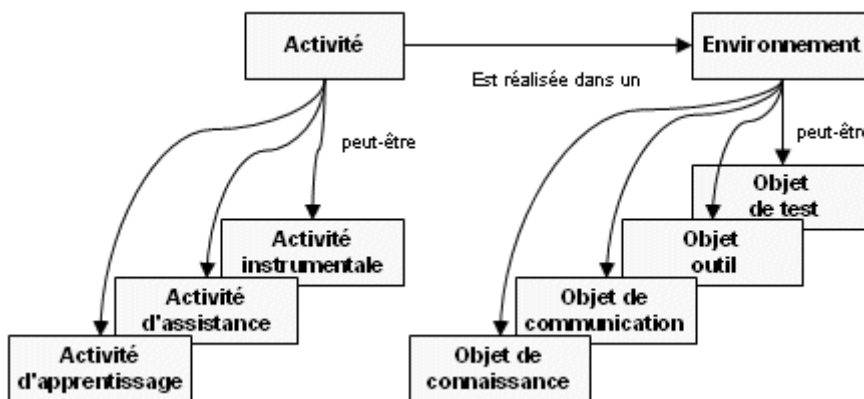 Activité
Environnement
Est réalisée dans un
peut-être
peut-être
Objet
de test
Activité
instrumentale
Objet
outil
Activité
d'assistance
Objet de
communication
Activité
d'apprentissage
Objet de
connaissance